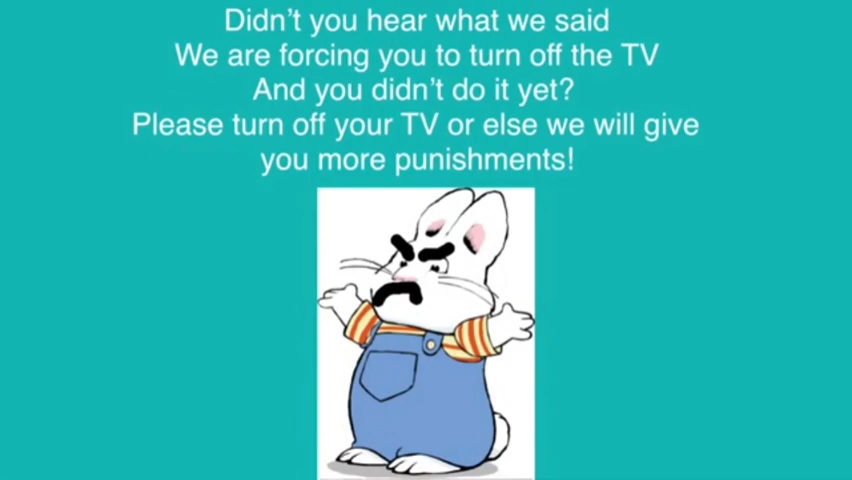 Didn't you hear what we said
We are forcing you to turn off the TV
And you didn't do it yet?
Please turn off your TV or else we will give
you more punishments!